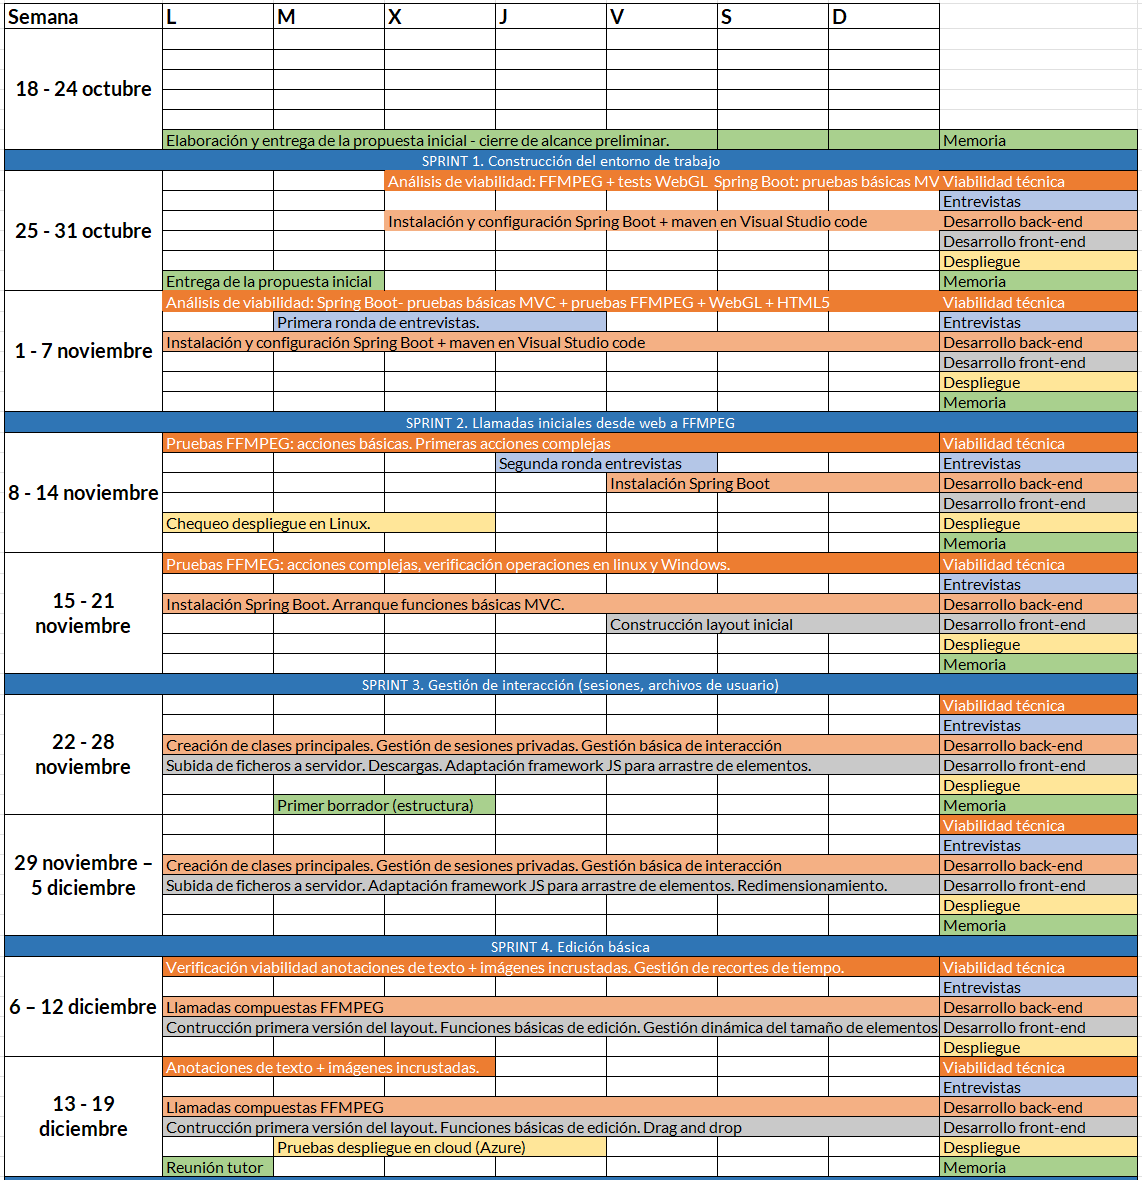 Semana L M X J V S D
18 - 24 octubre
Elaboración y entrega de la propuesta inicial - cierre de alcance preliminar. Memoria
SPRINT 1. Construcción del entorno de trabajo
25 - 31 octubre
Análisis de viabilidad: FFMPEG + tests WebGL Spring Boot: pruebas básicas MV Viabilidad técnica
Entrevistas
Instalación y configuración Spring Boot + maven en Visual Studio code Desarrollo back-end
Desarrollo front-end
Despliegue
Entrega de la propuesta inicial Memoria
1 - 7 noviembre
Análisis de viabilidad: Spring Boot- pruebas básicas MVC + pruebas FFMPEG + WebGL + HTML5 Viabilidad técnica
Primera ronda de entrevistas. Entrevistas
Instalación y configuración Spring Boot + maven en Visual Studio code Desarrollo back-end
Desarrollo front-end
Despliegue
Memoria
SPRINT 2. Llamadas iniciales desde web a FFMPEG
8 - 14 noviembre
Pruebas FFMPEG: acciones básicas. Primeras acciones complejas Viabilidad técnica
Segunda ronda entrevistas Entrevistas
Instalación Spring Boot Desarrollo back-end
Desarrollo front-end
Chequeo despliegue en Linux. Despliegue
Memoria
15 - 21
noviembre
Pruebas FFMEG: acciones complejas, verificación operaciones en linux y Windows. Viabilidad técnica
Entrevistas
Instalación Spring Boot. Arranque funciones básicas MVC. Desarrollo back-end
Construcción layout inicial Desarrollo front-end
Despliegue
Memoria
SPRINT 3. Gestión de interacción (sesiones, archivos de usuario)
22 - 28
noviembre
Viabilidad técnica
Entrevistas
Creación de clases principales. Gestión de sesiones privadas. Gestión básica de interacción Desarrollo back-end
Subida de ficheros a servidor. Descargas. Adaptación framework JS para arrastre de elementos. Desarrollo front-end
Despliegue
Primer borrador (estructura) Memoria
29 noviembre –
5 diciembre
Viabilidad técnica
Entrevistas
Creación de clases principales. Gestión de sesiones privadas. Gestión básica de interacción Desarrollo back-end
Subida de ficheros a servidor. Adaptación framework JS para arrastre de elementos. Redimensionamiento. Desarrollo front-end
Despliegue
Memoria
SPRINT 4. Edición básica
6 – 12 diciembre
Verificación viabilidad anotaciones de texto + imágenes incrustadas. Gestión de recortes de tiempo. Viabilidad técnica
Entrevistas
Llamadas compuestas FFMPEG Desarrollo back-end
Contrucción primera versión del layout. Funciones básicas de edición. Gestión dinámica del tamaño de elementos Desarrollo front-end
Despliegue
13 - 19
diciembre
Anotaciones de texto + imágenes incrustadas. Viabilidad técnica
Entrevistas
Llamadas compuestas FFMPEG Desarrollo back-end
Contrucción primera versión del layout. Funciones básicas de edición. Drag and drop Desarrollo front-end
Pruebas despliegue en cloud (Azure) Despliegue
Reunión tutor Memoria